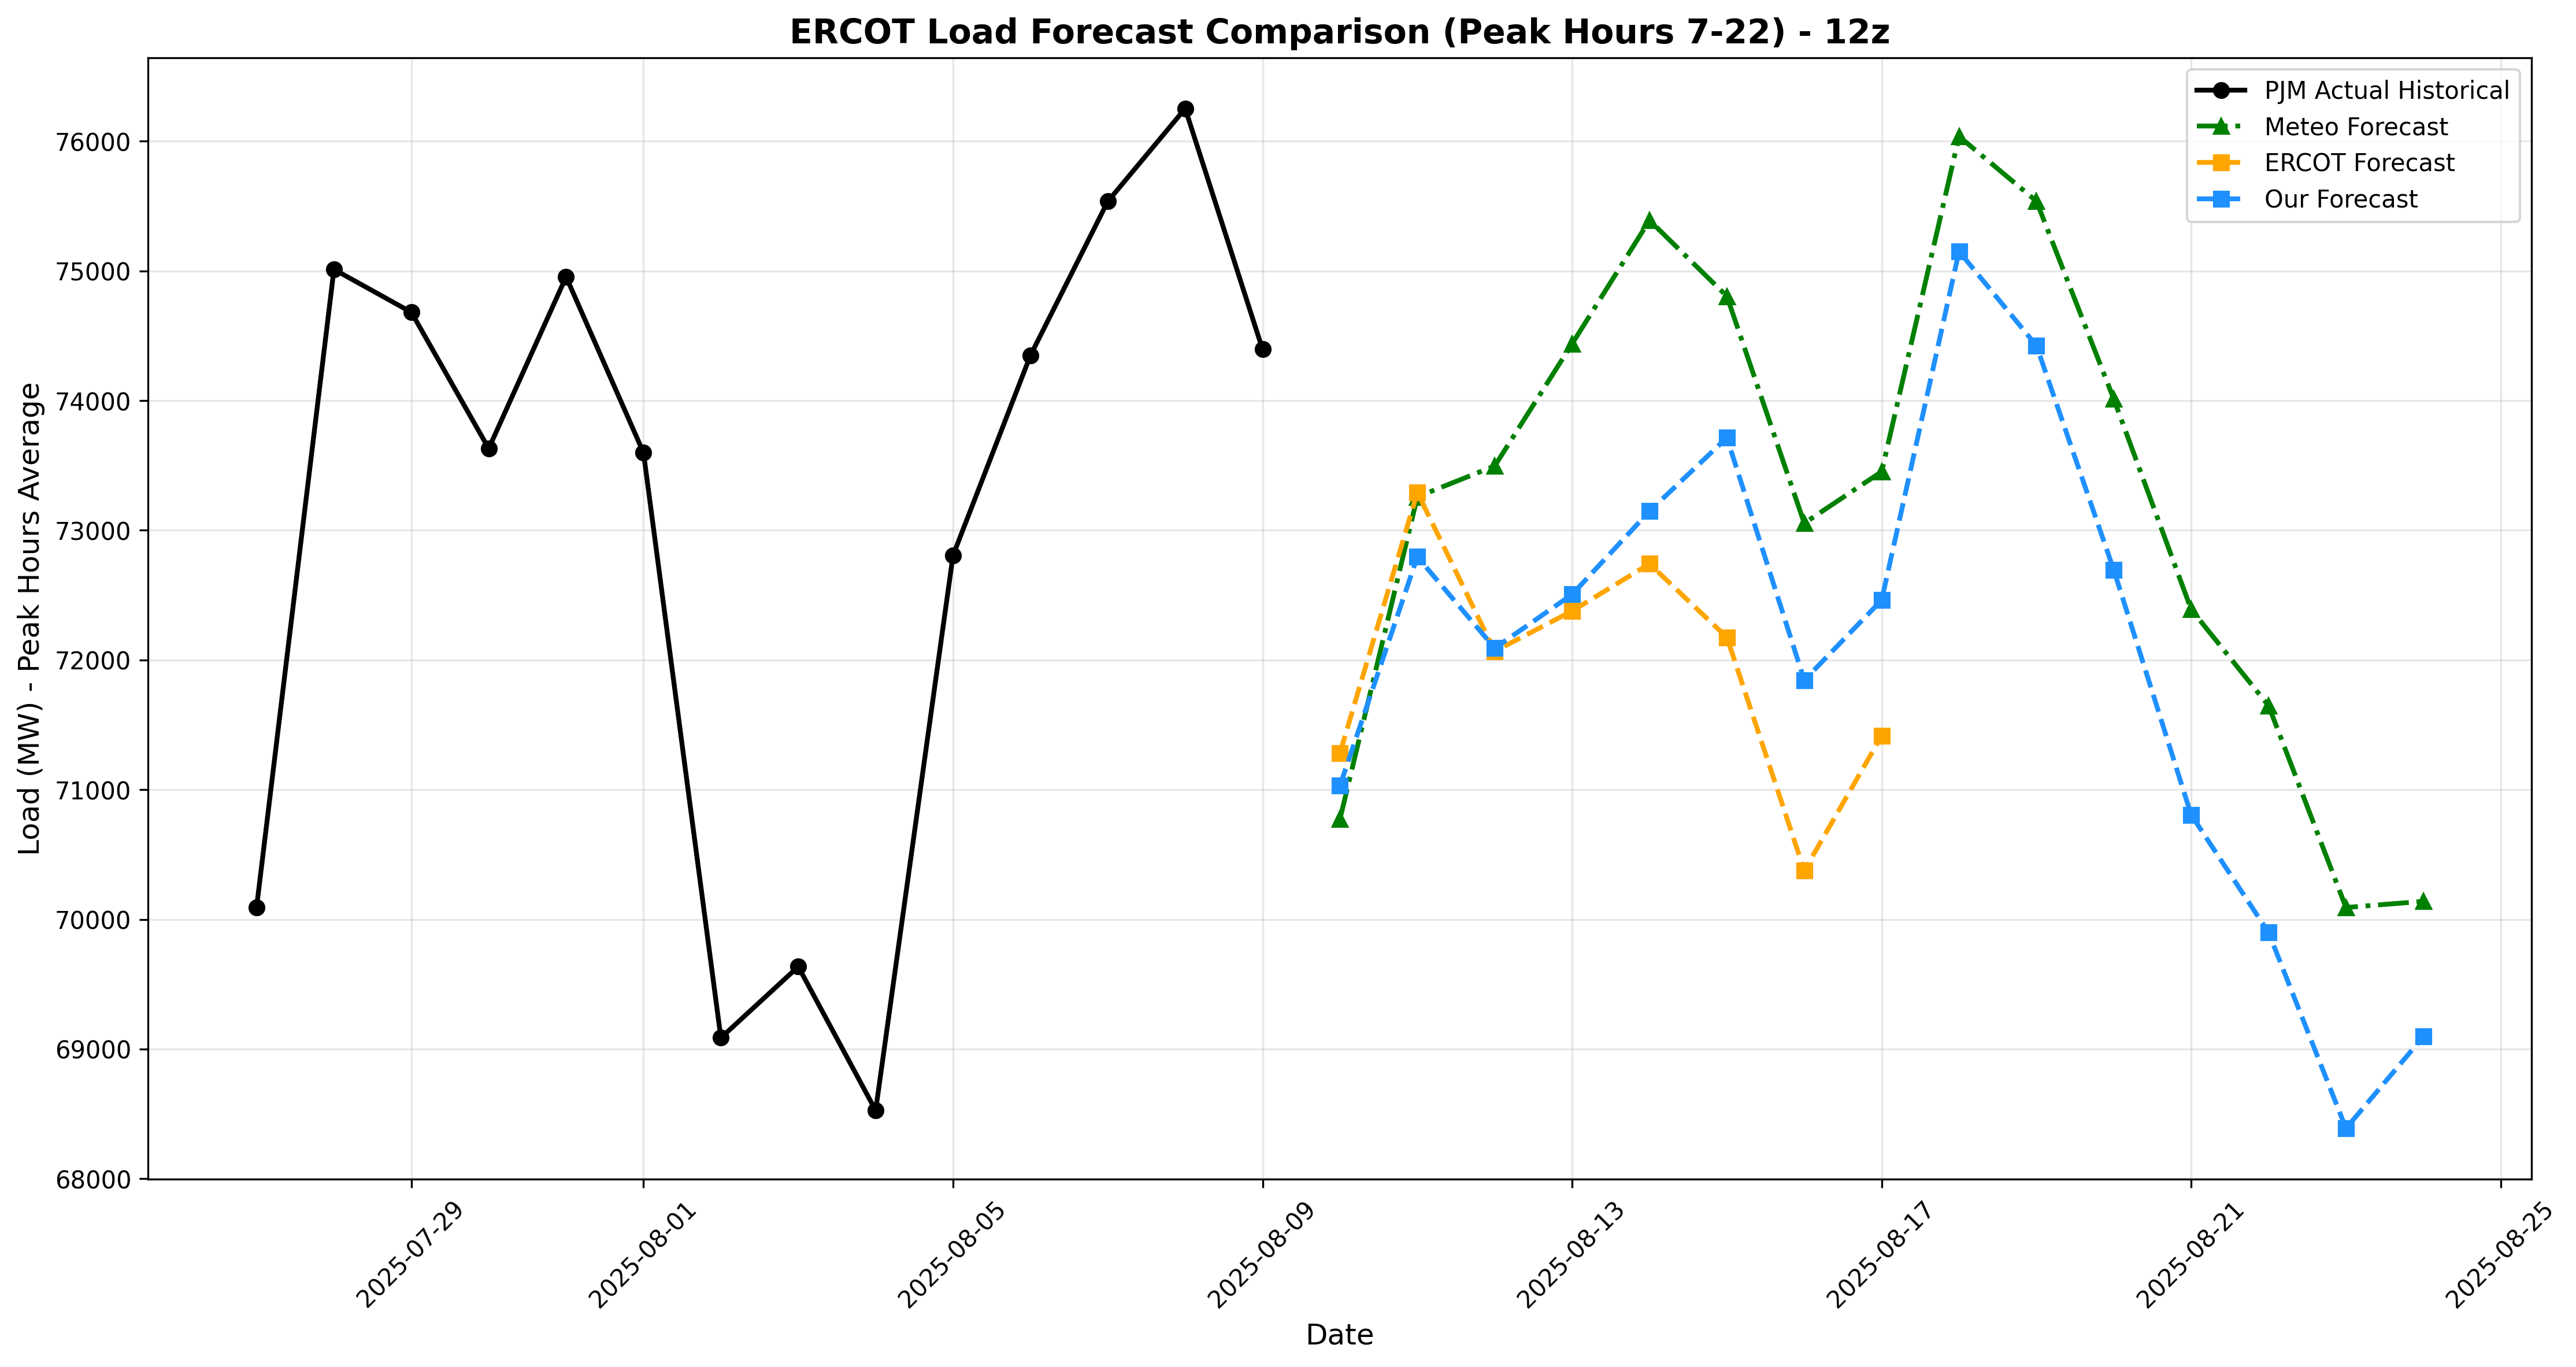 ERCOT Load Forecast Comparison (Peak Hours 7-22) - 12z
PJM Actual Historical
Meteo Forecast
ERCOT Forecast
Our Forecast
Load (MW) - Peak Hours Average
76000
75000
74000
73000
72000
71000
70000
69000
68000
2025-07-29
2025-08-01
2025-08-05
2025-08-09
2025-08-13
2025-08-17
2025-08-21
2025-08-25
Date